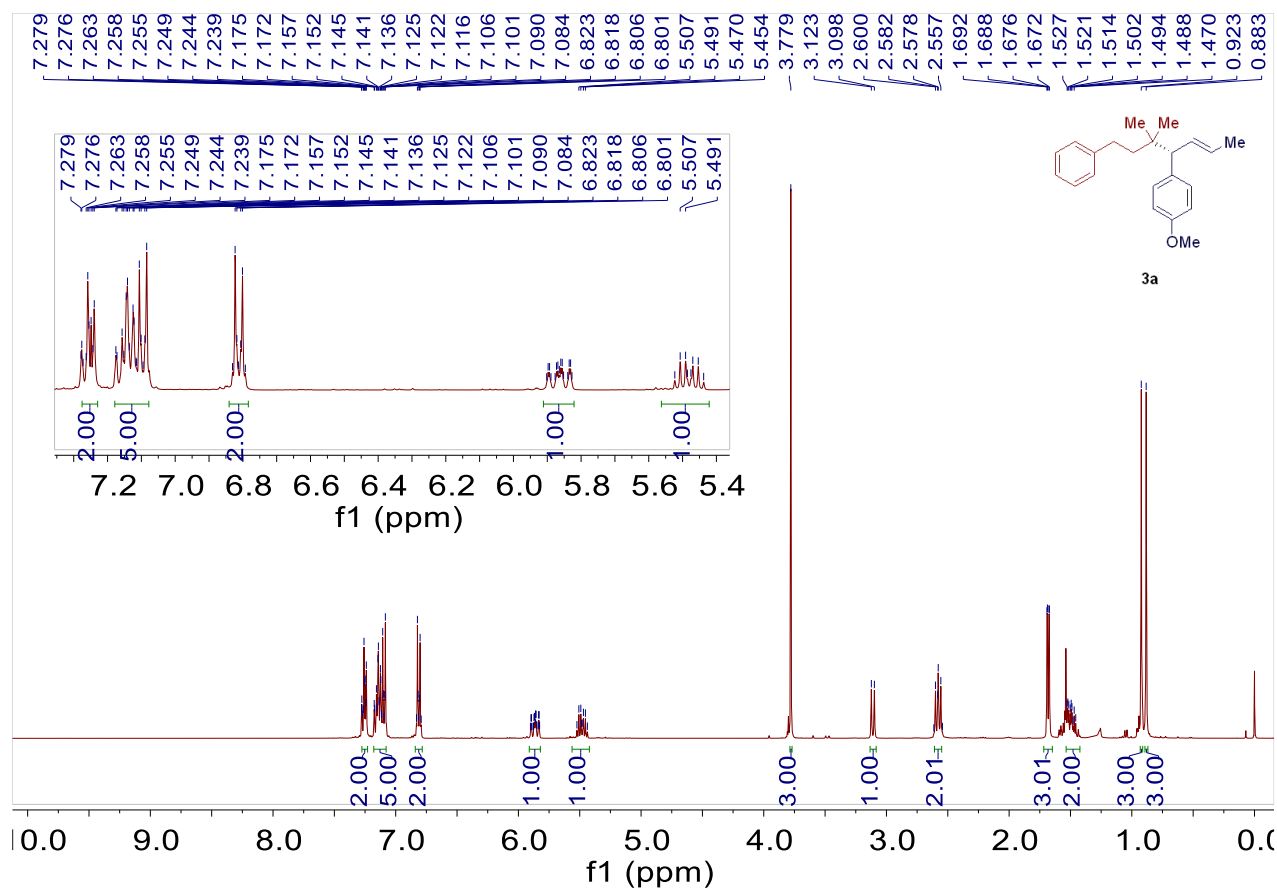 7.279 7.276 7.263 7.258 7.255 7.249 7.244 7.239 7.175 7.172 7.157 7.152 7.145 7.141 7.136 7.125 7.122 7.116 7.106 7.101 7.090 7.084 6.823 6.818 6.806 6.801 5.507 5.491 5.470 5.454 3.779 3.123 3.098 2.600 2.582 2.578 2.557 1.692 1.688 1.676 1.672 1.527 1.521 1.514 1.502 1.494 1.488 1.470 0.923 0.883
Me Me
Me
OMe
3a
7.279 7.276 7.263 7.258 7.255 7.249 7.244 7.239 7.175 7.172 7.157 7.152 7.145 7.141 7.136 7.125 7.122 7.106 7.101 7.090 7.084 6.823 6.818 6.806 6.801 5.507 5.491
2.00 5.00 2.00 1.00 1.00
7.2 7.0 6.8 6.6 6.4 6.2 6.0 5.8 5.6 5.4
f1 (ppm)
2.00 5.00 2.00 1.00 1.00 3.00 1.00 2.01 3.01 2.00 3.00 3.00
9.0 8.0 7.0 6.0 5.0 4.0 3.0 2.0 1.0 0.0
f1 (ppm)